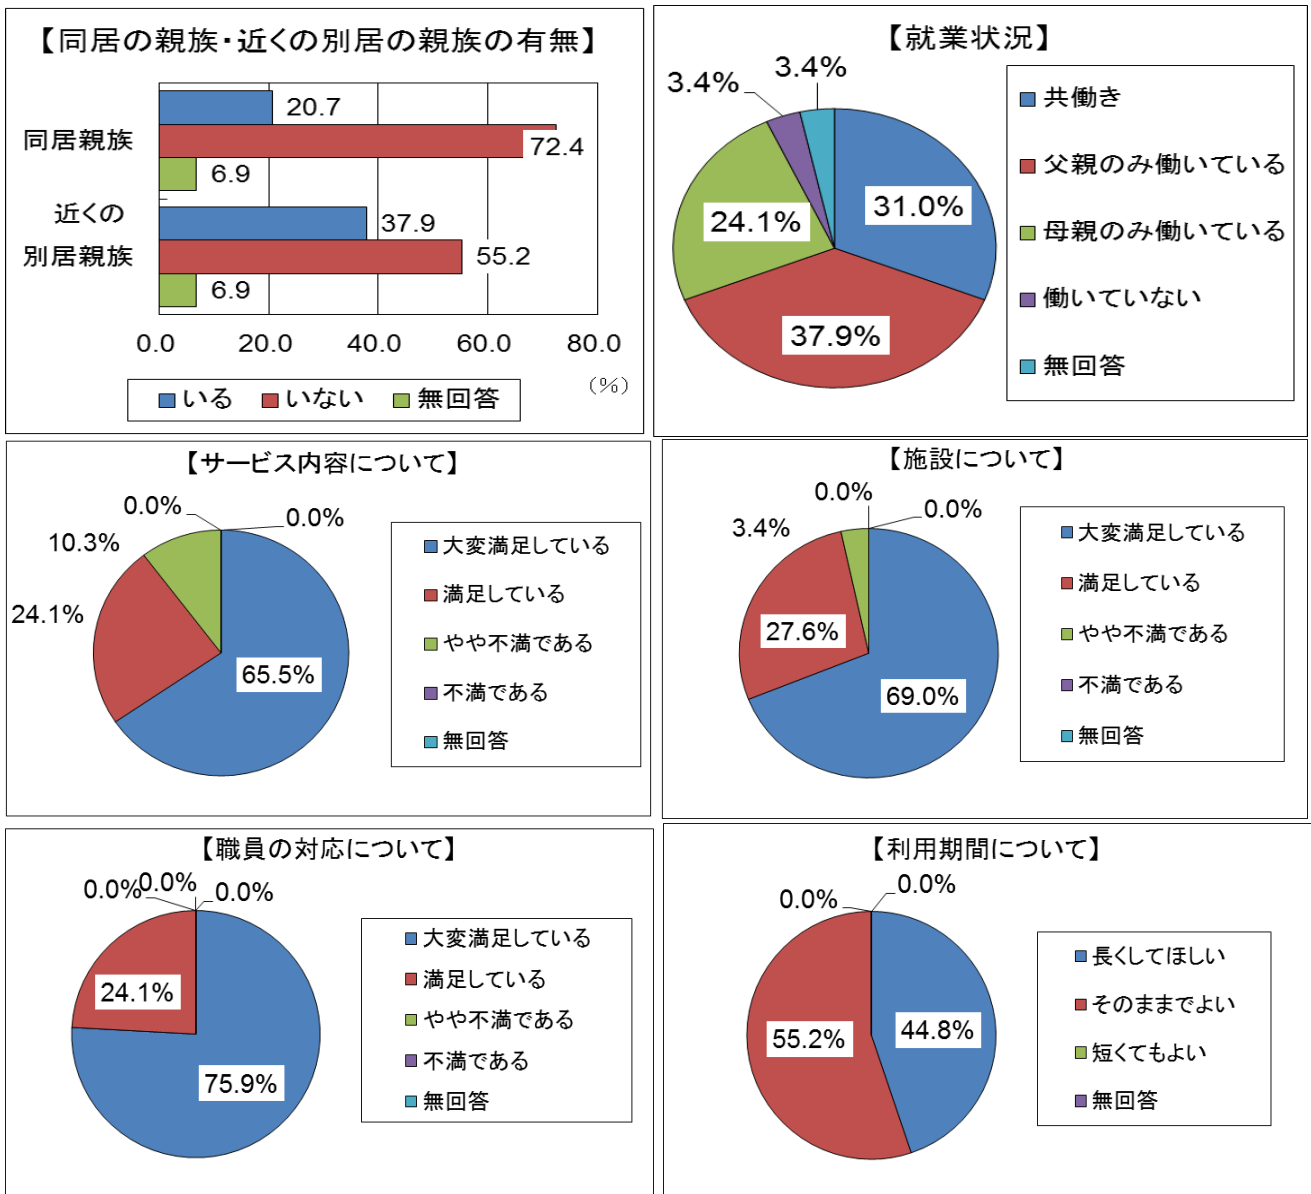 【同居の親族・近くの別居の親族の有無】
20.7
同居親族
72.4
6.9
近くの
37.9
別居親族
55.2
6.9
0.0 20.0 40.0 60.0 80.0
（%）
いる いない 無回答
【就業状況】
3.4% 3.4%
31.0%
24.1%
37.9%
共働き
父親のみ働いている
母親のみ働いている
働いていない
無回答
【サービス内容について】
0.0% 0.0%
10.3%
24.1%
65.5%
大変満足している
満足している
やや不満である
不満である
無回答
【施設について】
0.0% 0.0%
3.4%
27.6%
69.0%
大変満足している
満足している
やや不満である
不満である
無回答
【職員の対応について】
0.0% 0.0% 0.0%
24.1%
75.9%
大変満足している
満足している
やや不満である
不満である
無回答
【利用期間について】
0.0% 0.0%
55.2% 44.8%
長くしてほしい
そのままでよい
短くてもよい
無回答